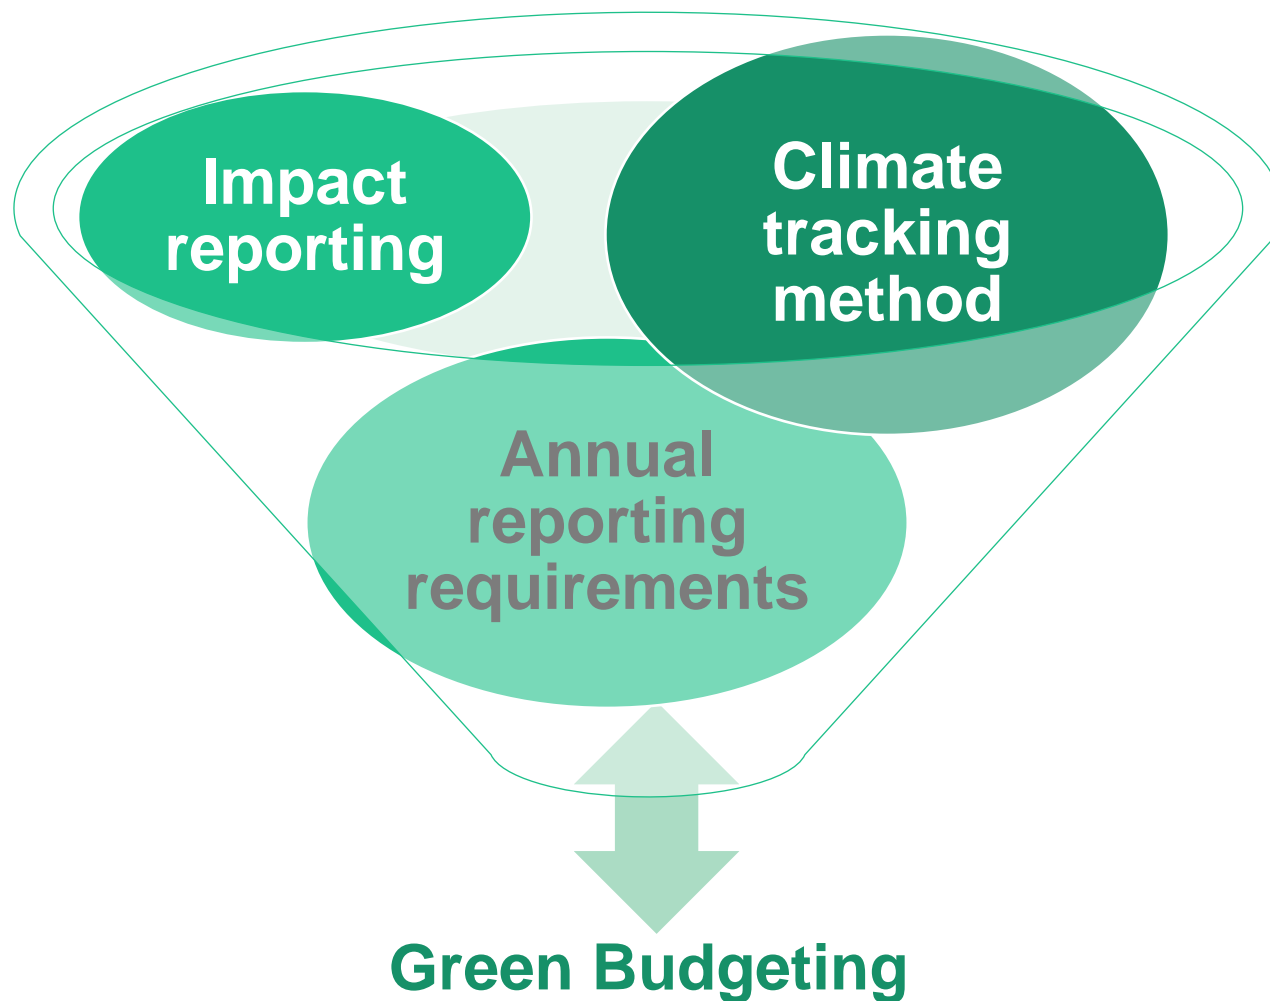 Impact
reporting
Climate
tracking
method
Annual
reporting
requirements
Green Budgeting